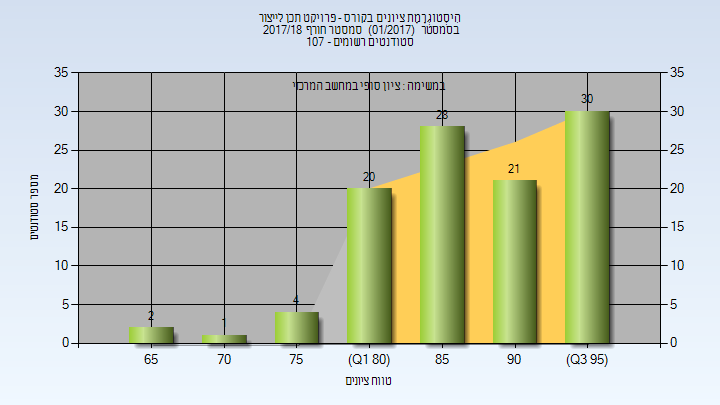 היסטוגרמת ציונים בקורס - פרויקט תכן לייצור
בסמסטר (01/2017) סמסטר חורף 2017/18
סטודנטים רשומים - 107
במשימה : ציון סופי במחשב המרכזי
מספר סטודנטים
35 35
30 30
25 25
20 20
15 15
10 10
5 5
0 0
2 1 4 20 28 21 30
65 70 75 (Q1 80) 85 90 (Q3 95)
טווח ציונים